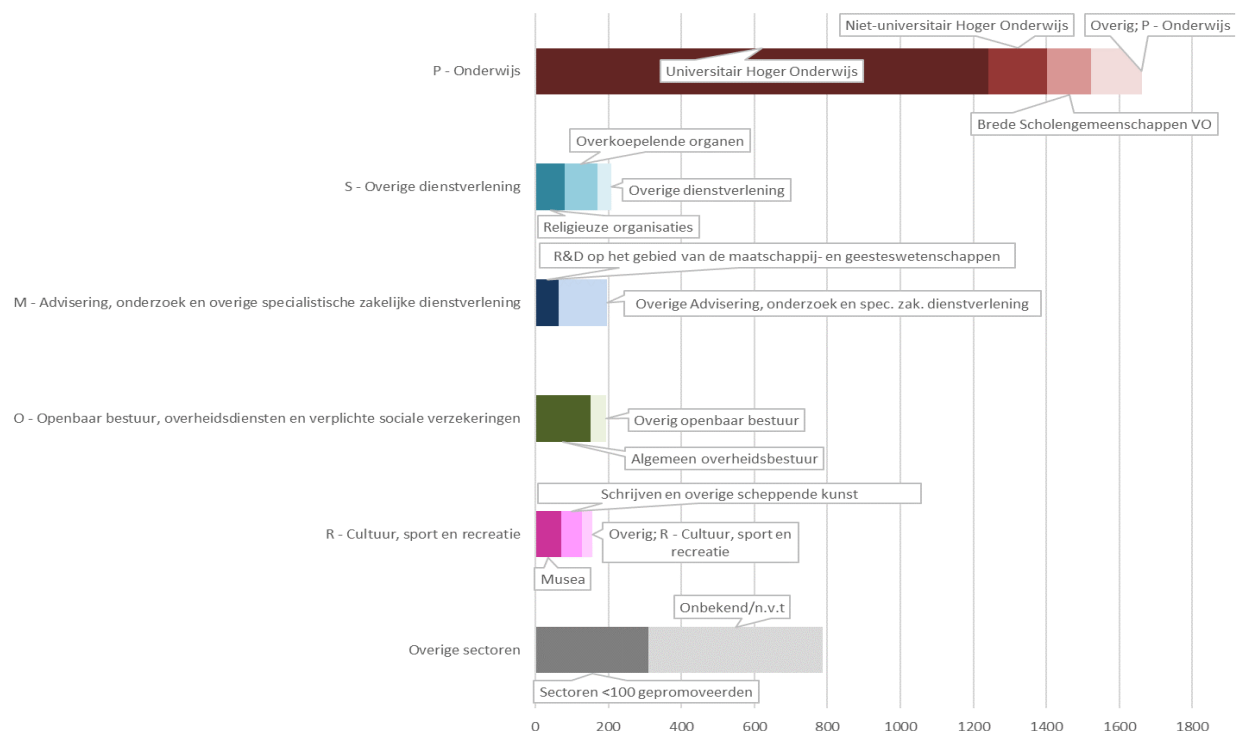 Niet-universitair Hoger Onderwijs
Overig; P - Onderwijs
P - Onderwijs
Universitair Hoger Onderwijs
Brede Scholengemeenschappen VO
Overkoepelende organen
S - Overige dienstverlening
Overige dienstverlening
Religieuze organisaties
R&D op het gebied van de maatschappij- en geesteswetenschappen
M - Advisering, onderzoek en overige specialistische zakelijke dienstverlening
Overige Advisering, onderzoek en spec. zak. dienstverlening
O - Openbaar bestuur, overheidsdiensten en verplichte sociale verzekeringen
Overig openbaar bestuur
Algemeen overheidsbestuur
Schrijven en overige scheppende kunst
R - Cultuur, sport en recreatie
Overig; R - Cultuur, sport en
recreatie
Musea
Onbekend/n.v.t
Overige sectoren
Sectoren <100 gepromoveerden
0 200 400 600 800 1000 1200 1400 1600 1800